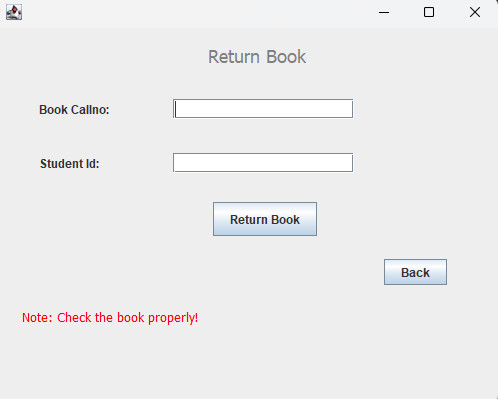 Return Book
Book Callno:
Student Id:
Return Book
Back
Note: Check the book properly!